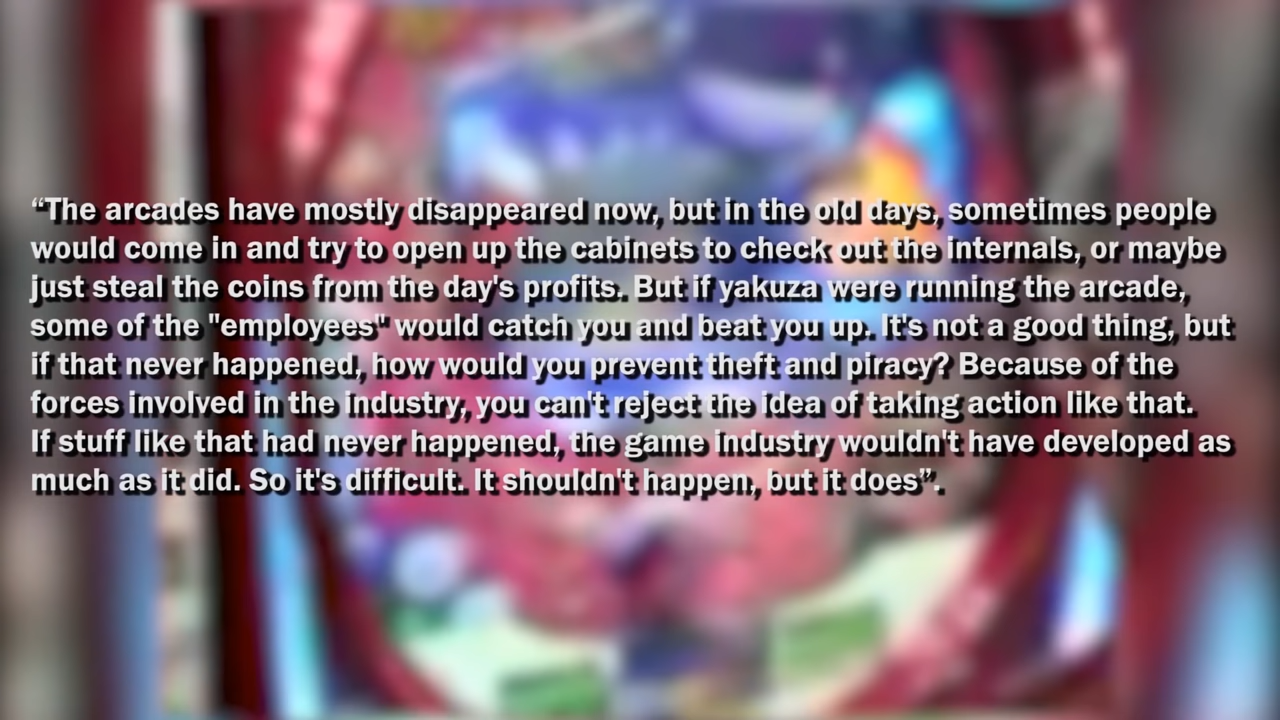 “The arcades have mostly disappeared now, but in the old days, sometimes people
would come in and try to open up the cabinets to check out the internals, or maybe
just steal the coins from the day's profits. But if yakuza were running the arcade,
some of the "employees" would catch you and beat you up. It's not a good thing, but
if that never happened, how would you prevent theft and piracy? Because of the
forces involved in the industry, you can't reject the idea of taking action like that.
If stuff like that had never happened, the game industry wouldn't have developed as
much as it did. So it's difficult. It shouldn't happen, but it does”.